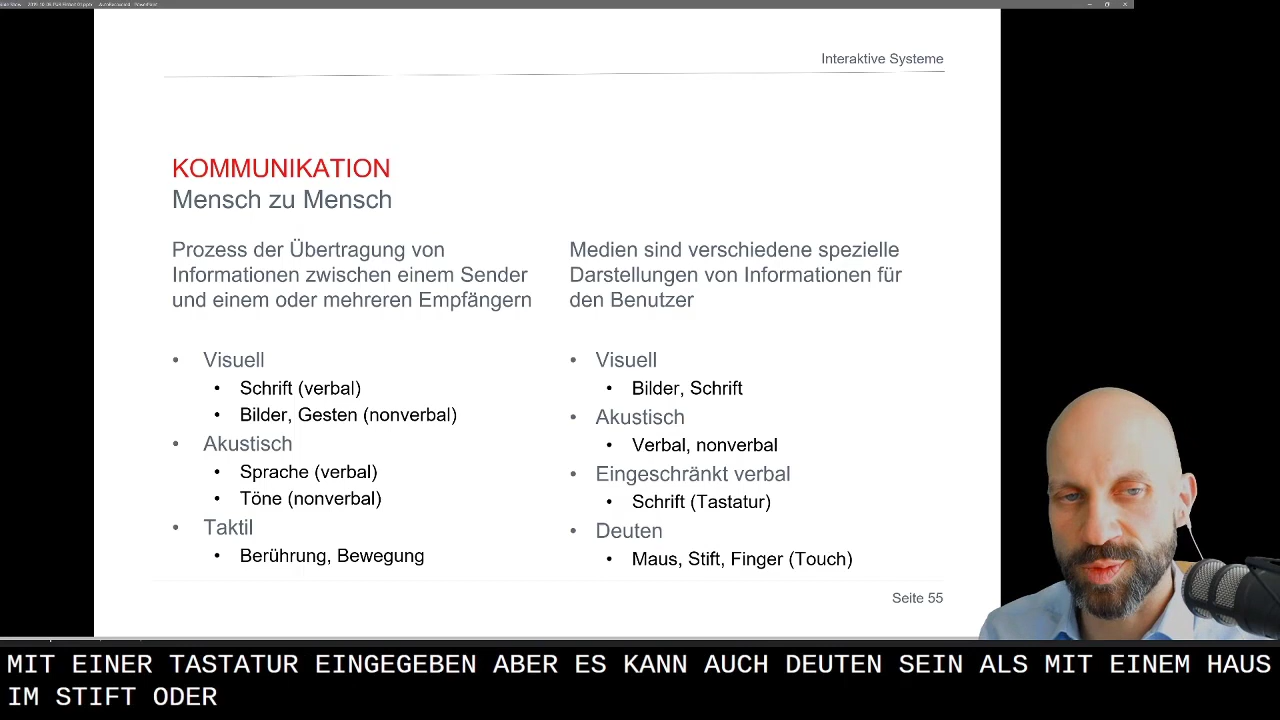 Interaktive Systeme
KOMMUNIKATION
Mensch zu Mensch
Prozess der Übertragung von
Informationen zwischen einem Sender
und einem oder mehreren Empfängern
• Visuell
• Schrift (verbal)
• Bilder, Gesten (nonverbal)
• Akustisch
• Sprache (verbal)
• Töne (nonverbal)
• Taktil
• Berührung, Bewegung
Medien sind verschiedene spezielle
Darstellungen von Informationen für
den Benutzer
• Visuell
• Bilder, Schrift
• Akustisch
• Verbal, nonverbal
• Eingeschränkt verbal
• Schrift (Tastatur)
• Deuten
• Maus, Stift, Finger (Touch)
Seite 55
MIT EINER TASTATUR EINGEGEBEN ABER ES KANN AUCH DEUTEN SEIN ALS MIT EINEM HAUS
IM STIFT ODER